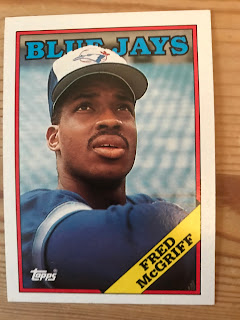 BLUE JAYS
FRED
McGRIFF
topps